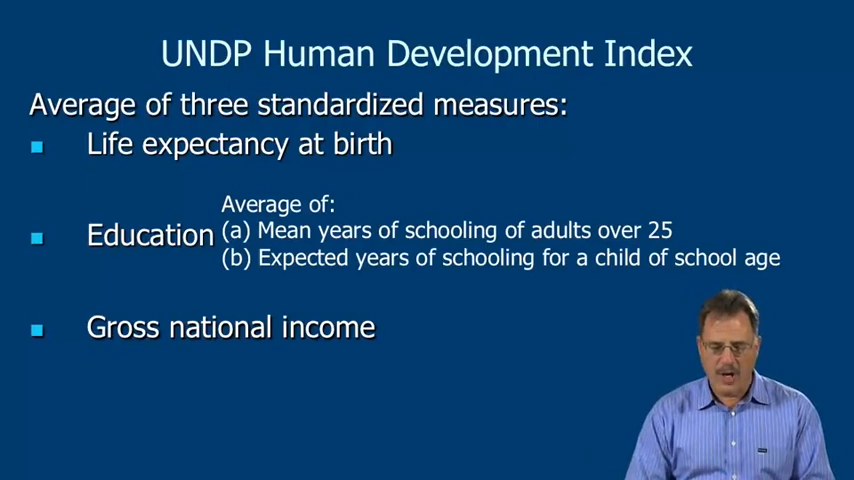 UNDP Human Development Index
Average of three standardized measures:
Life expectancy at birth
Average of:
Education
(a) Mean years of schooling of adults over 25
(b) Expected years of schooling for a child of school age
Gross national income